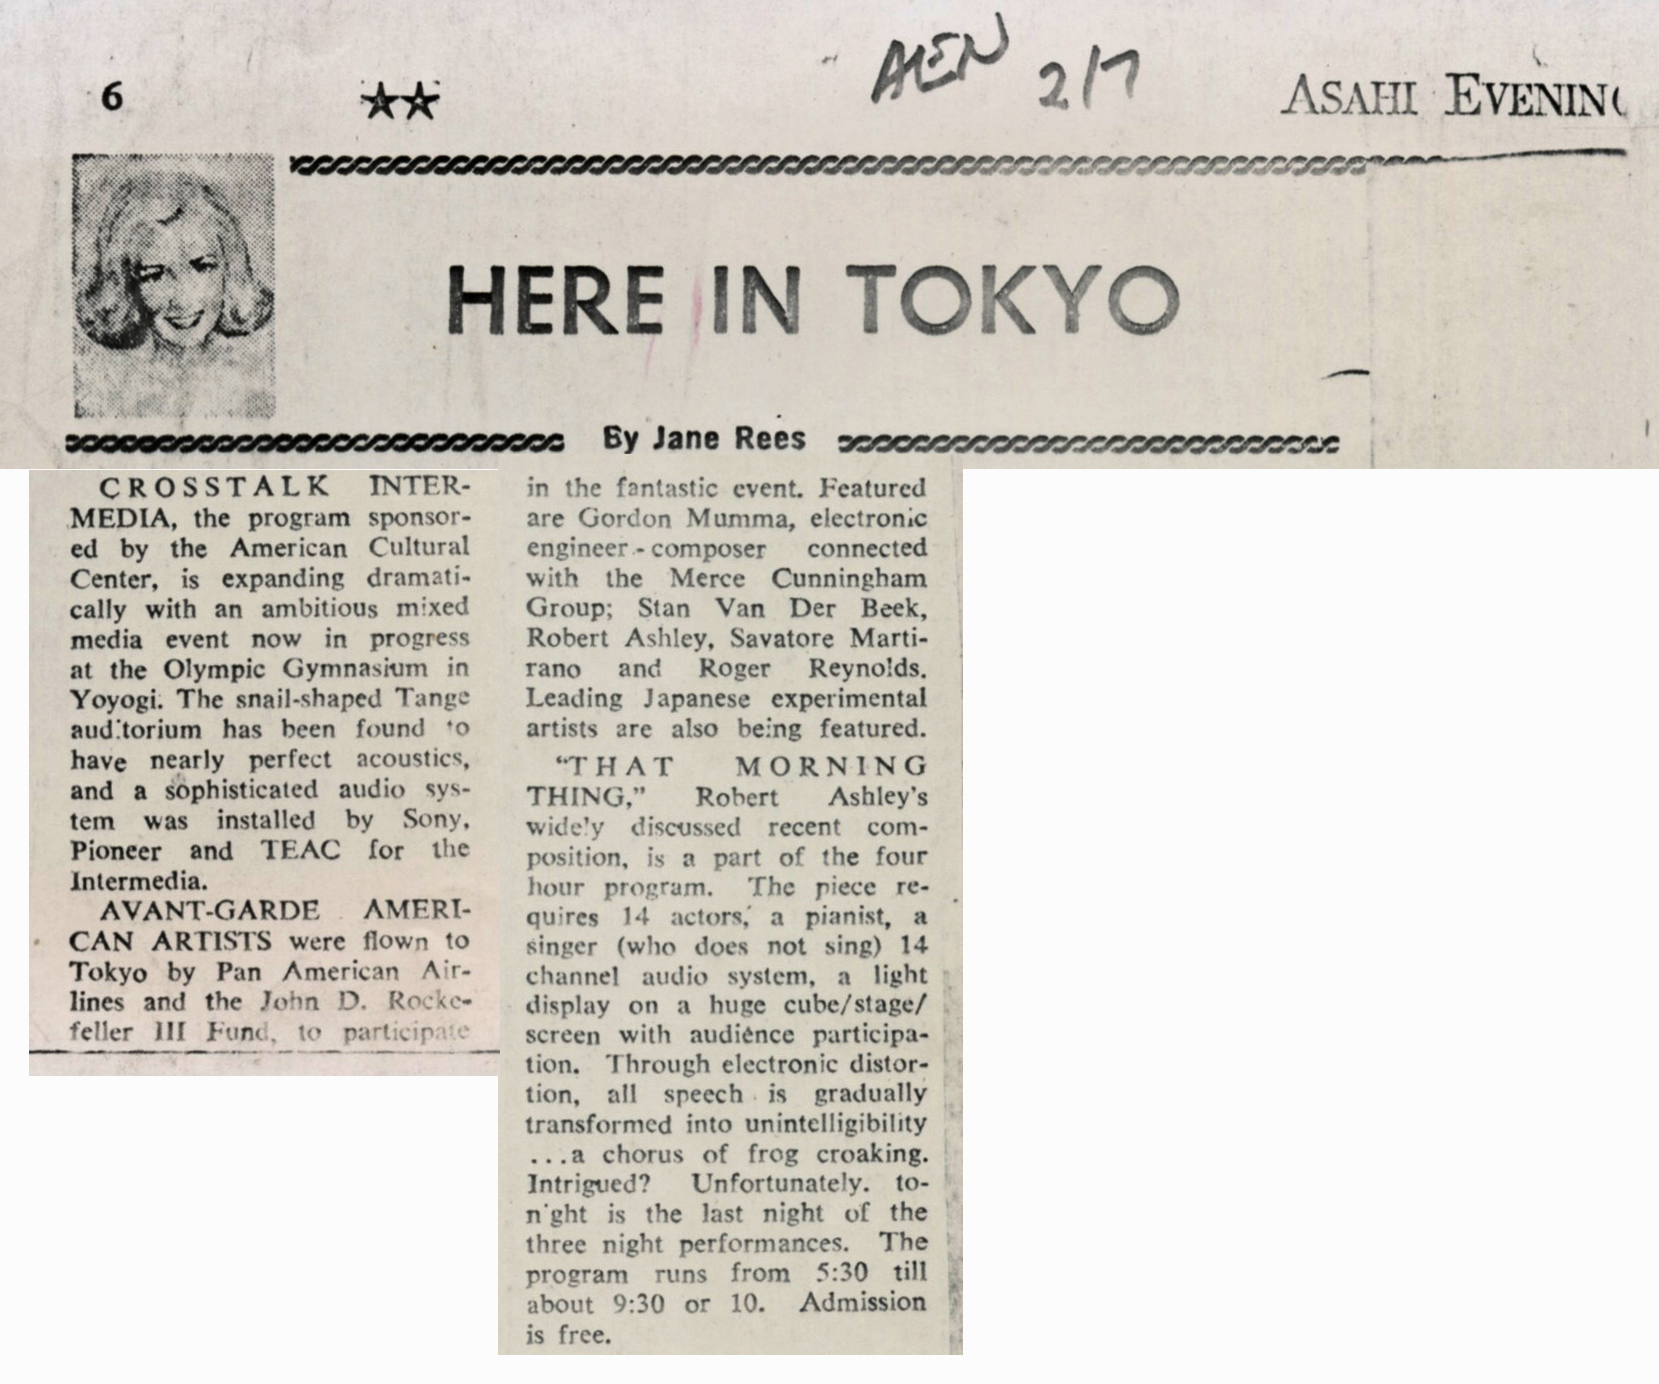 6
AEN 2/7
ASAHI EVENING
HERE IN TOKYO
By Jane Rees
CROSSTALK INTER-
MEDIA, the program sponsor-
ed by the American Cultural
Center, is expanding dramati-
cally with an ambitious mixed
media event now in progress
at the Olympic Gymnasium in
Yoyogi. The snail-shaped Tange
auditorium has been found to
have nearly perfect acoustics,
and a sophisticated audio sys-
tem was installed by Sony,
Pioneer and TEAC for the
Intermedia.
AVANT-GARDE AMERI-
CAN ARTISTS were flown to
Tokyo by Pan American Air-
lines and the John D. Rocke-
feller III Fund, to participate
in the fantastic event. Featured
are Gordon Mumma, electronic
engineer-composer connected
with the Merce Cunningham
Group; Stan Van Der Beek,
Robert Ashley, Savatore Marti-
rano and Roger Reynolds.
Leading Japanese experimental
artists are also being featured.
"THAT MORNING
THING," Robert Ashley's
widely discussed recent com-
position, is a part of the four
hour program. The piece re-
quires 14 actors, a pianist, a
singer (who does not sing) 14
channel audio system, a light
display on a huge cube/stage/
screen with audience participa-
tion. Through electronic distor-
tion, all speech is gradually
transformed into unintelligibility
...a chorus of frog croaking.
Intrigued? Unfortunately. to-
night is the last night of the
three night performances. The
program runs from 5:30 till
about 9:30 or 10. Admission
is free.